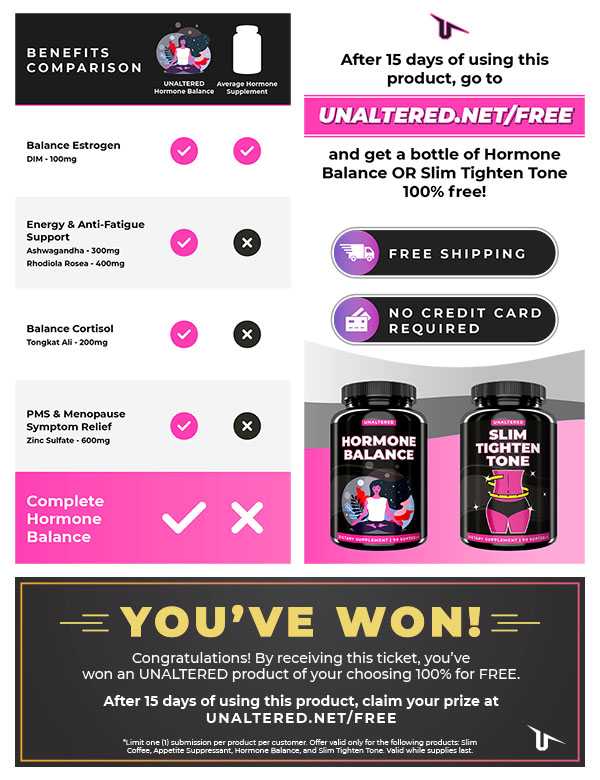 BENEFITS
COMPARISON
UNALTERED
Hormone Balance
Average Hormone
Supplement
Balance Estrogen
DIM - 100mg
Energy & Anti-Fatigue
Support
Ashwagandha - 300mg
Rhodiola Rosea - 400mg
Balance Cortisol
Tongkat Ali - 200mg
PMS & Menopause
Symptom Relief
Zinc Sulfate - 600mg
Complete
Hormone
Balance
After 15 days of using this
product, go to
UNALTERED.NET/FREE
and get a bottle of Hormone
Balance OR Slim Tighten Tone
100% free!
FREE SHIPPING
NO CREDIT CARD
REQUIRED
UNALTERED
HORMONE
BALANCE
DIETARY SUPPLEMENT | 90 SOFTGELS
UNALTERED
SLIM
TIGHTEN
TONE
DIETARY SUPPLEMENT | 90 SOFTGELS
YOU'VE WON!
Congratulations! By receiving this ticket, you've
won an UNALTERED product of your choosing 100% for FREE.
After 15 days of using this product, claim your prize at
UNALTERED.NET/FREE
*Limit one (1) submission per product per customer. Offer valid only for the following products: Slim
Coffee, Appetite Suppressant, Hormone Balance, and Slim Tighten Tone. Valid while supplies last.